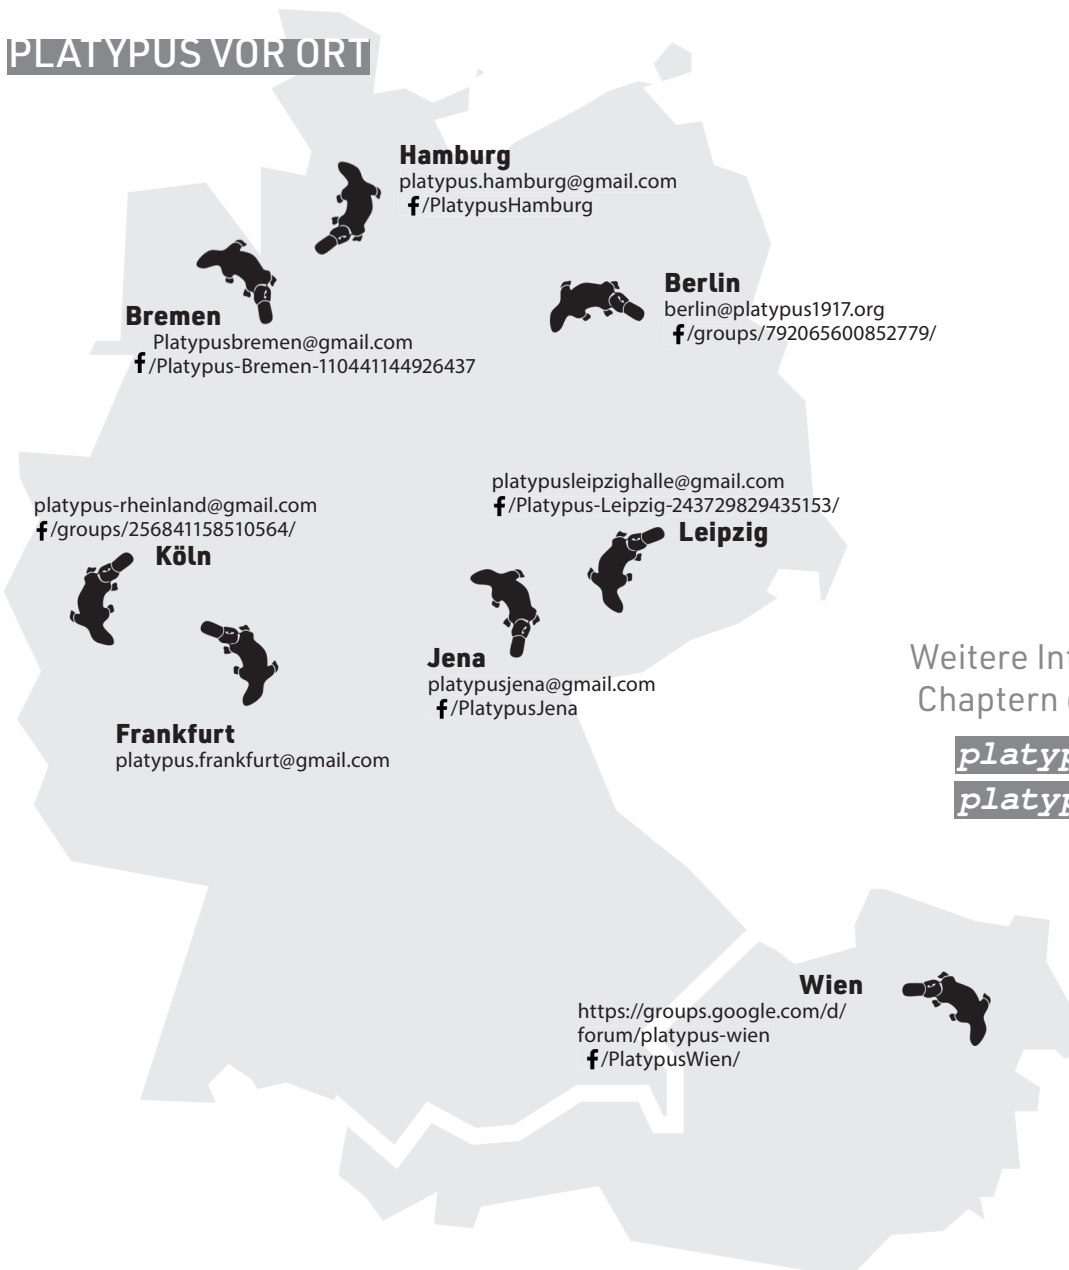 PLATYPUS VOR ORT
Hamburg
platypus.hamburg@gmail.com
f/PlatypusHamburg
Berlin
berlin@platypus1917.org
f/groups/792065600852779/
Bremen
Platypusbremen@gmail.com
f/Platypus-Bremen-110441144926437
platypusleipzighalle@gmail.com
f/Platypus-Leipzig-243729829435153/
Leipzig
platypus-rheinland@gmail.com
f/groups/256841158510564/
Köln
Jena
platypusjena@gmail.com
f/PlatypusJena
Frankfurt
platypus.frankfurt@gmail.com
Weitere
Chaptern
Wien
https://groups.google.com/d/
forum/platypus-wien
f/PlatypusWien/